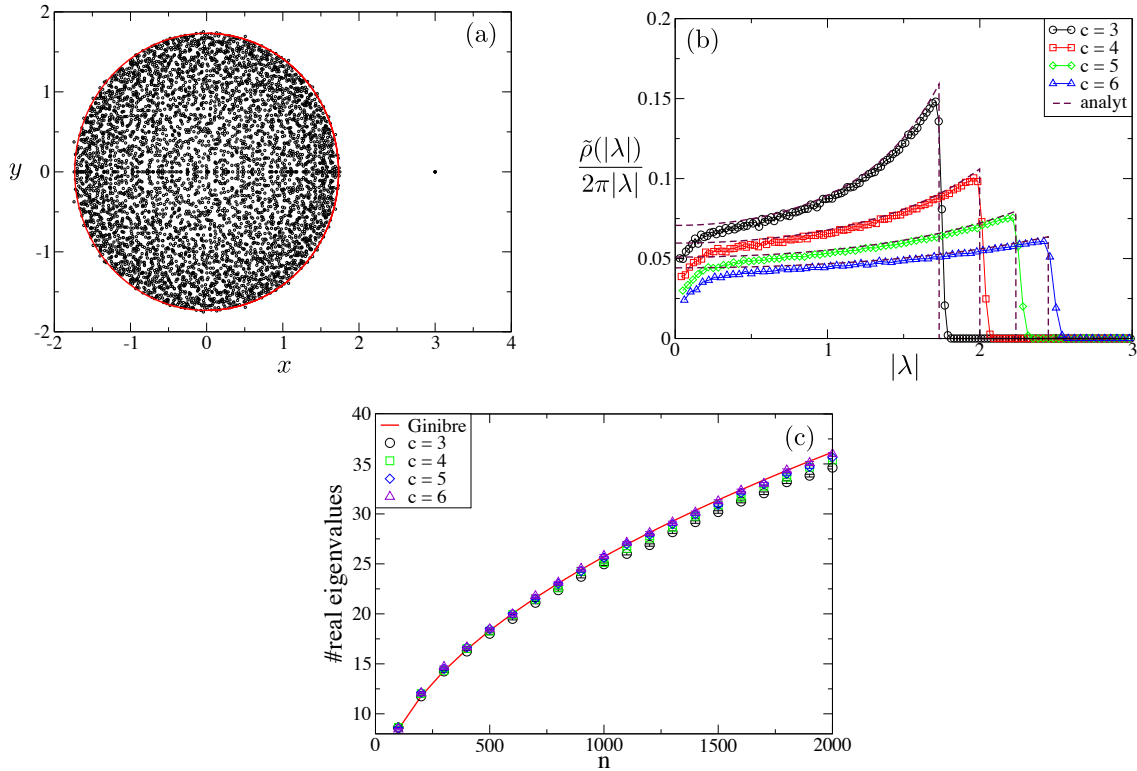 (a)
2
1
0
-1
-2
y
-2
-1
0
1
2
3
4
x
(b)
0.2
0.15
0.1
0.05
0
ρ̃(|λ|)
2π|λ|
c = 3
c = 4
c = 5
c = 6
analyt
0
1
2
3
|λ|
(c)
40
35
30
25
20
15
10
#real eigenvalues
Ginibre
c = 3
c = 4
c = 5
c = 6
0
500
1000
1500
2000
n